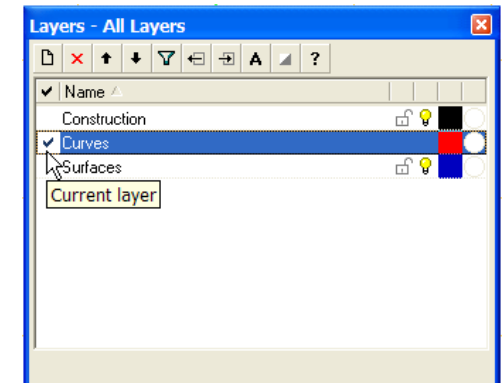 Layers - All Layers
A ?
Name
Construction
Curves
Surfaces
Current layer